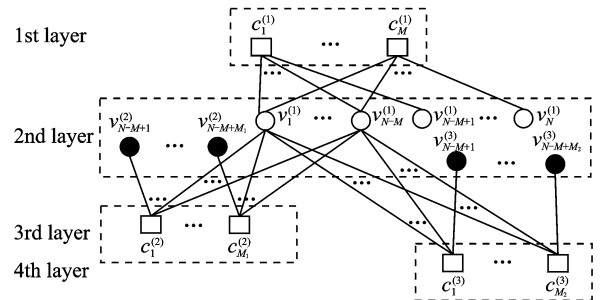 1st layer
c_1^{(1)} ... c_M^{(1)}
...
... ...
2nd layer
v_{N-M+1}^{(2)} ... v_{N-M+M_1}^{(2)} v_1^{(1)} ... v_{N-M}^{(1)} v_{N-M+1}^{(1)} ... v_N^{(1)}
v_{N-M+1}^{(3)} ... v_{N-M+M_2}^{(3)}
3rd layer
c_1^{(2)} ... c_{M_1}^{(2)}
4th layer
c_1^{(3)} ... c_{M_2}^{(3)}